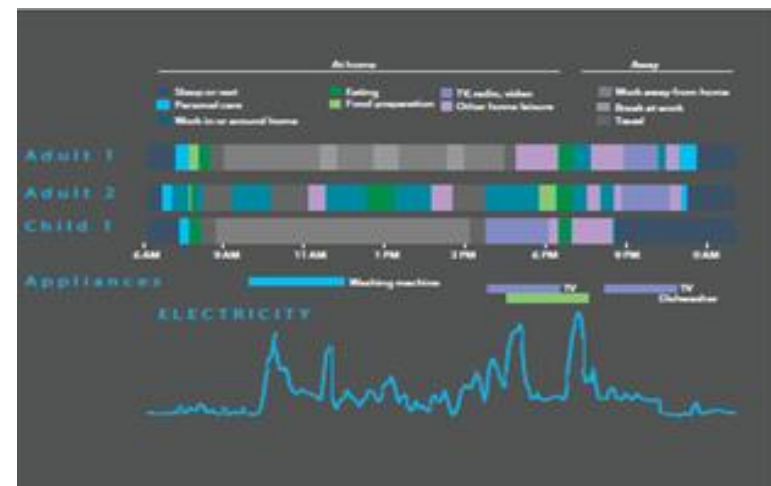 At home Away
Sleep or rest Eating TV, radio, video Work away from home
Personal care Food preparation Other home leisure Break at work
Work in or around home Travel
Adult 1
Adult 2
Child 1
6 AM 9 AM 11 AM 1 PM 3 PM 6 PM 9 PM 0 AM
Appliances
Washing machine TV TV
Dishwasher
ELECTRICITY